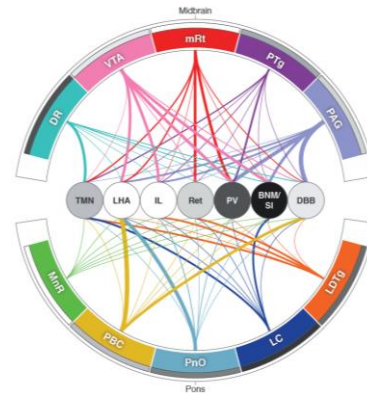 Midbrain
mRt
VTA
PTg
DR
PAG
TMN
LHA
IL
Ret
PV
BNM/
SI
DBB
MnR
LDTg
PBC
LC
PnO
Pons